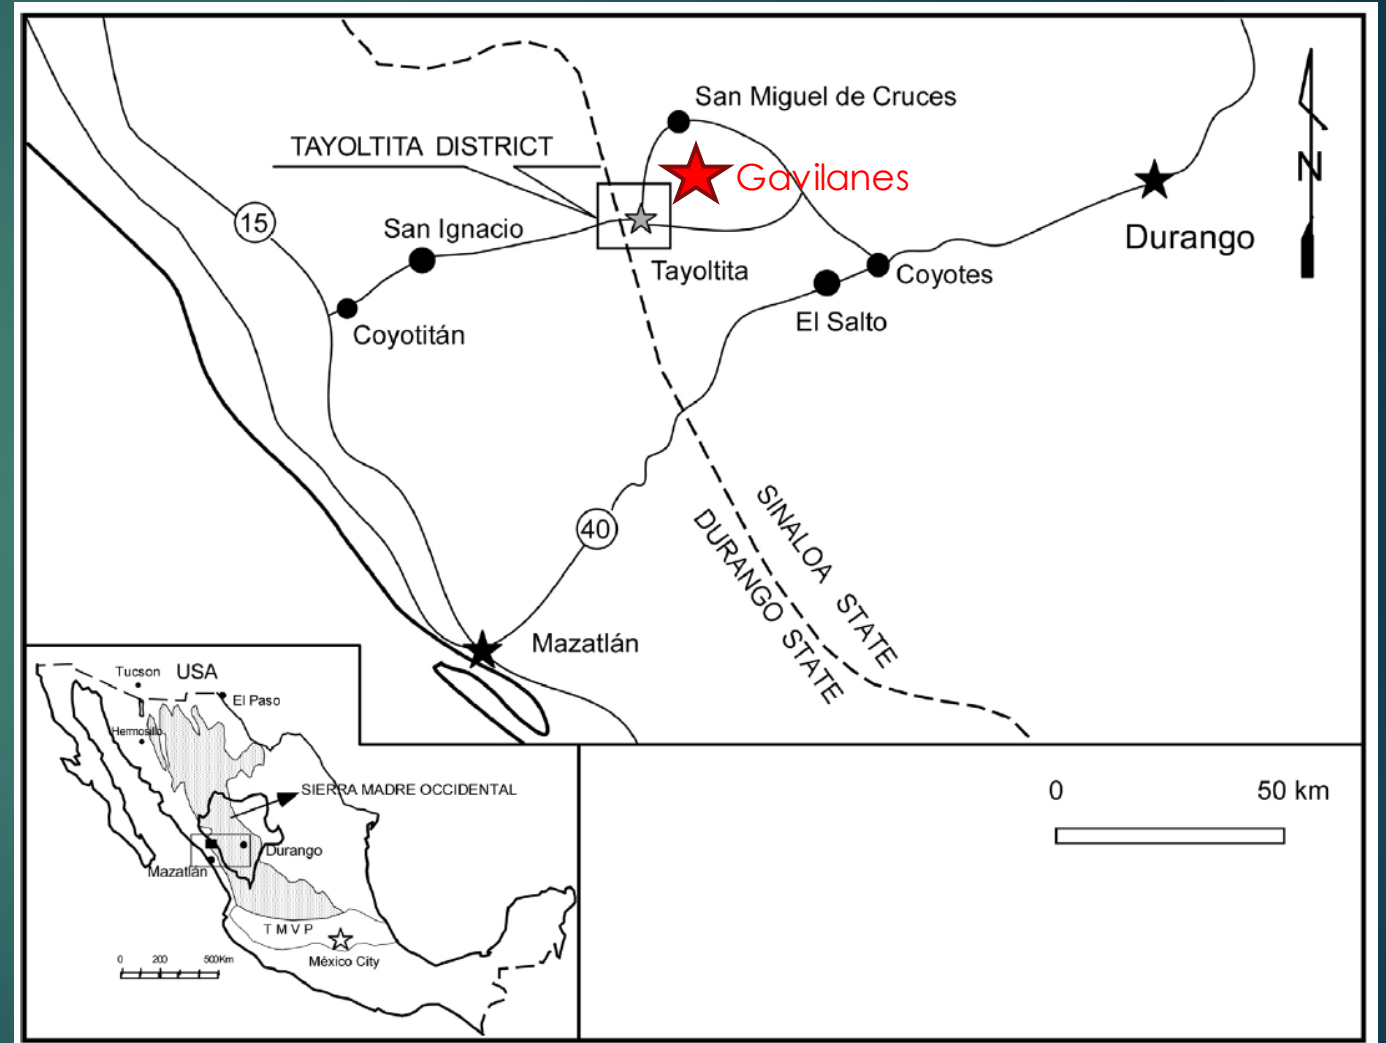 San Miguel de Cruces
TAYOLTITA DISTRICT
N
Gavilanes
15
San Ignacio
Durango
Tayoltita
Coyotes
El Salto
Coyotitán
SINALOA STATE
DURANGO STATE
40
Mazatlán
Tucson
USA
El Paso
Hermosillo
SIERRA MADRE OCCIDENTAL
Durango
Mazatlán
TMVP
México City
0 200 500Km
0 50 km